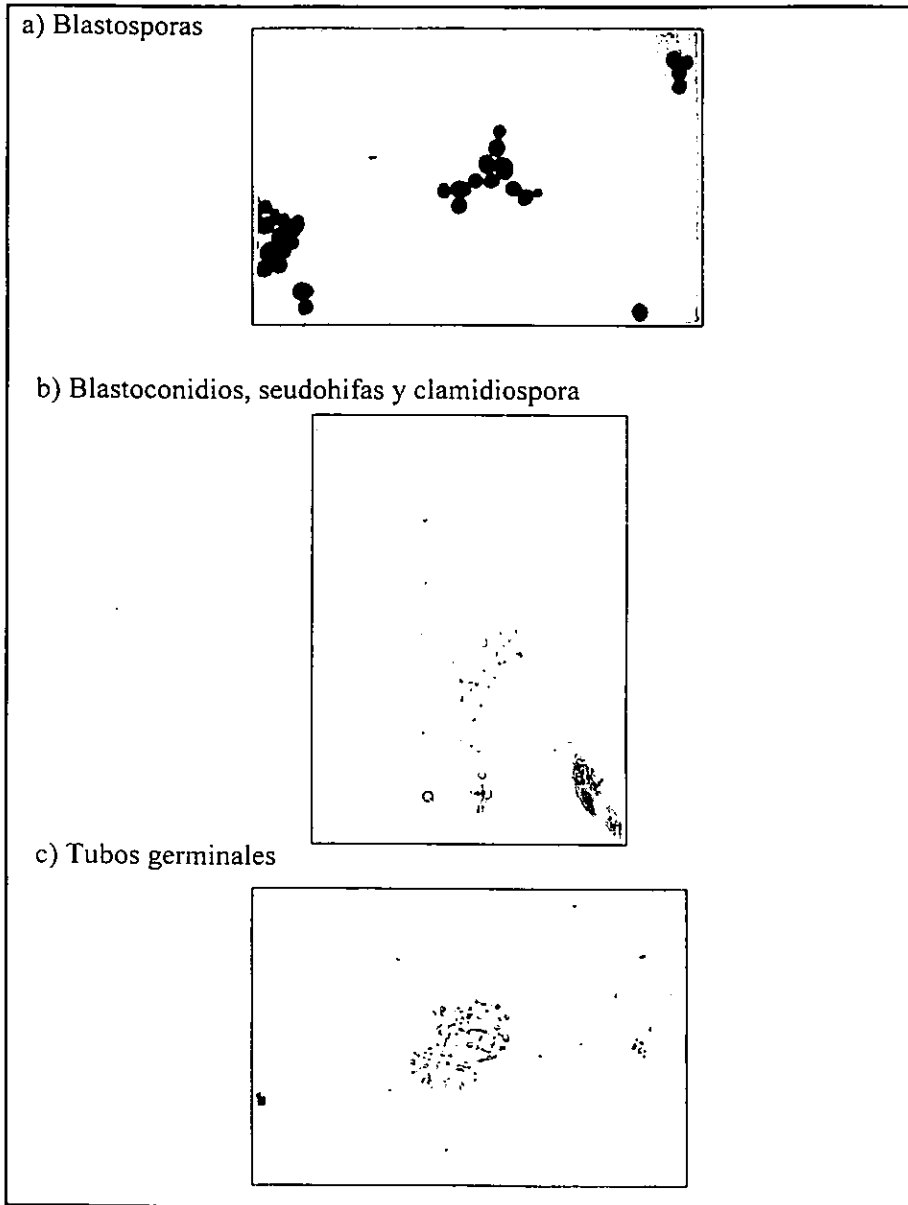 a) Blastosporas
b) Blastoconidios, seudohifas y clamidiospora
c) Tubos germinales